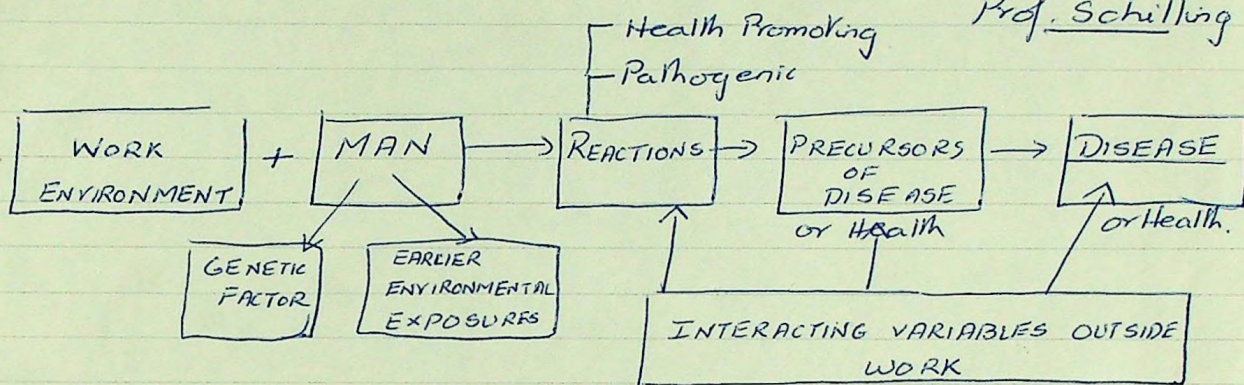 Prof. Schilling
Health Promoting
Pathogenic
WORK
ENVIRONMENT
+
MAN
REACTIONS
PRECURSORS
OF
DISEASE
or Health
DISEASE
or Health.
GENETIC
FACTOR
EARLIER
ENVIRONMENTAL
EXPOSURES
INTERACTING VARIABLES OUTSIDE
WORK